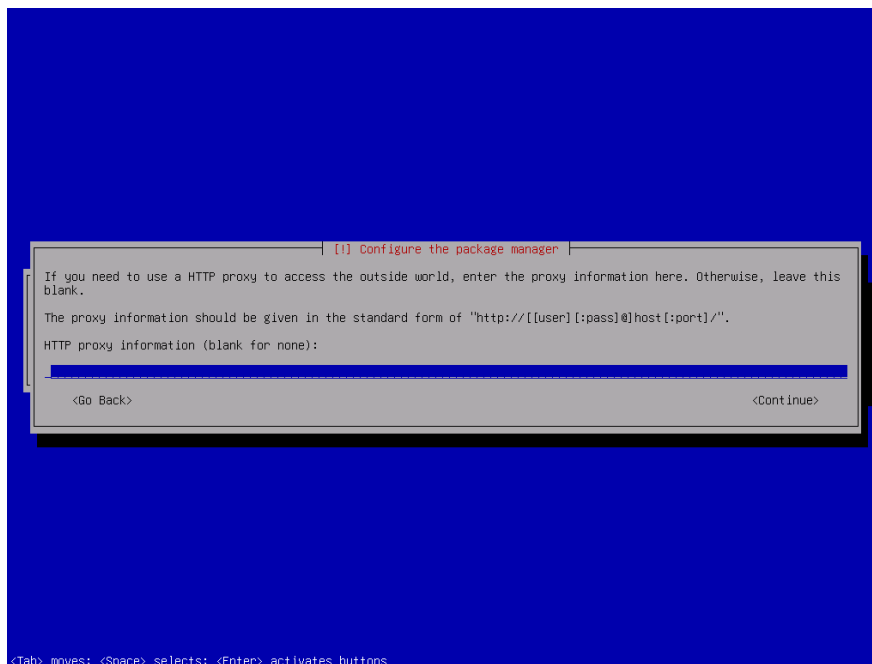 [!] Configure the package manager
If you need to use a HTTP proxy to access the outside world, enter the proxy information here. Otherwise, leave this
blank.
The proxy information should be given in the standard form of "http://[[user][:pass]@]host[:port]/".
HTTP proxy information (blank for none):
<Go Back> <Continue>
<Tab> moves; <Space> selects; <Enter> activates buttons